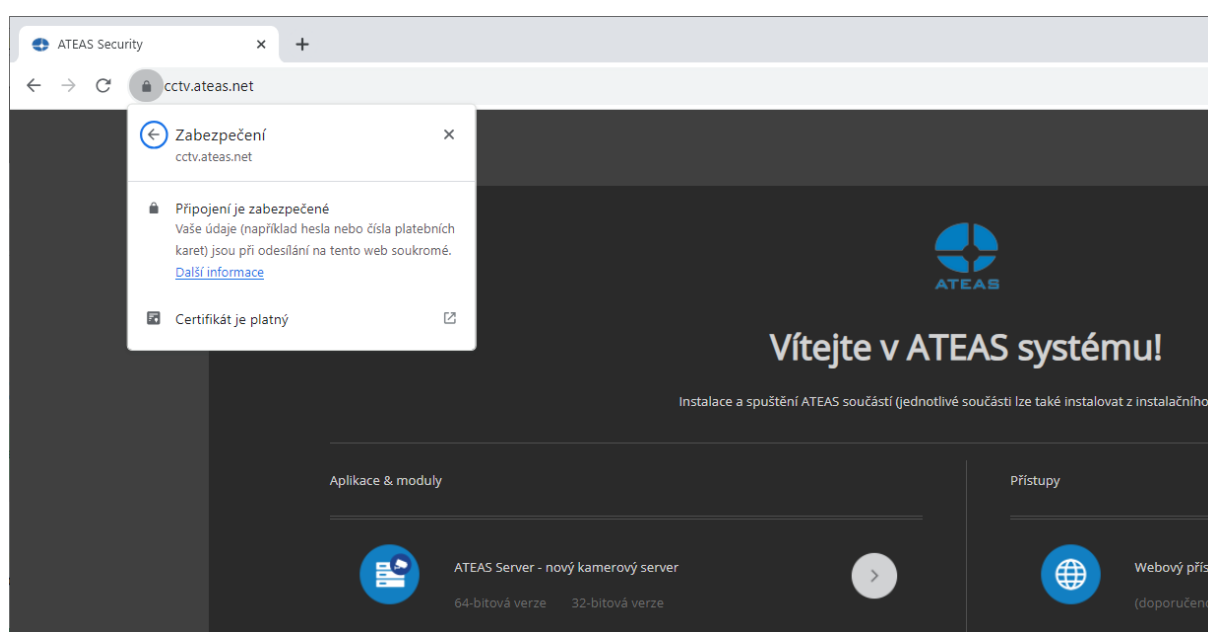 ATEAS Security
cctv.ateas.net
Zabezpečení
cctv.ateas.net
Připojení je zabezpečené
Vaše údaje (například hesla nebo čísla platebních
karet) jsou při odesílání na tento web soukromé.
Další informace
Certifikát je platný
ATEAS
Vítejte v ATEAS systému!
Instalace a spuštění ATEAS součástí (jednotlivé součásti lze také instalovat z instalačního
Aplikace & moduly
Přístupy
ATEAS Server - nový kamerový server
64-bitová verze 32-bitová verze
Webový